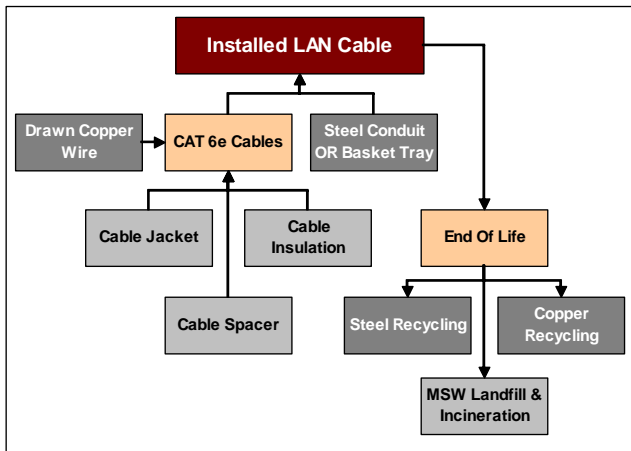 Installed LAN Cable
Drawn Copper
Wire
CAT 6e Cables
Steel Conduit
OR Basket Tray
Cable Jacket
Cable
Insulation
End Of Life
Cable Spacer
Steel Recycling
Copper
Recycling
MSW Landfill &
Incineration